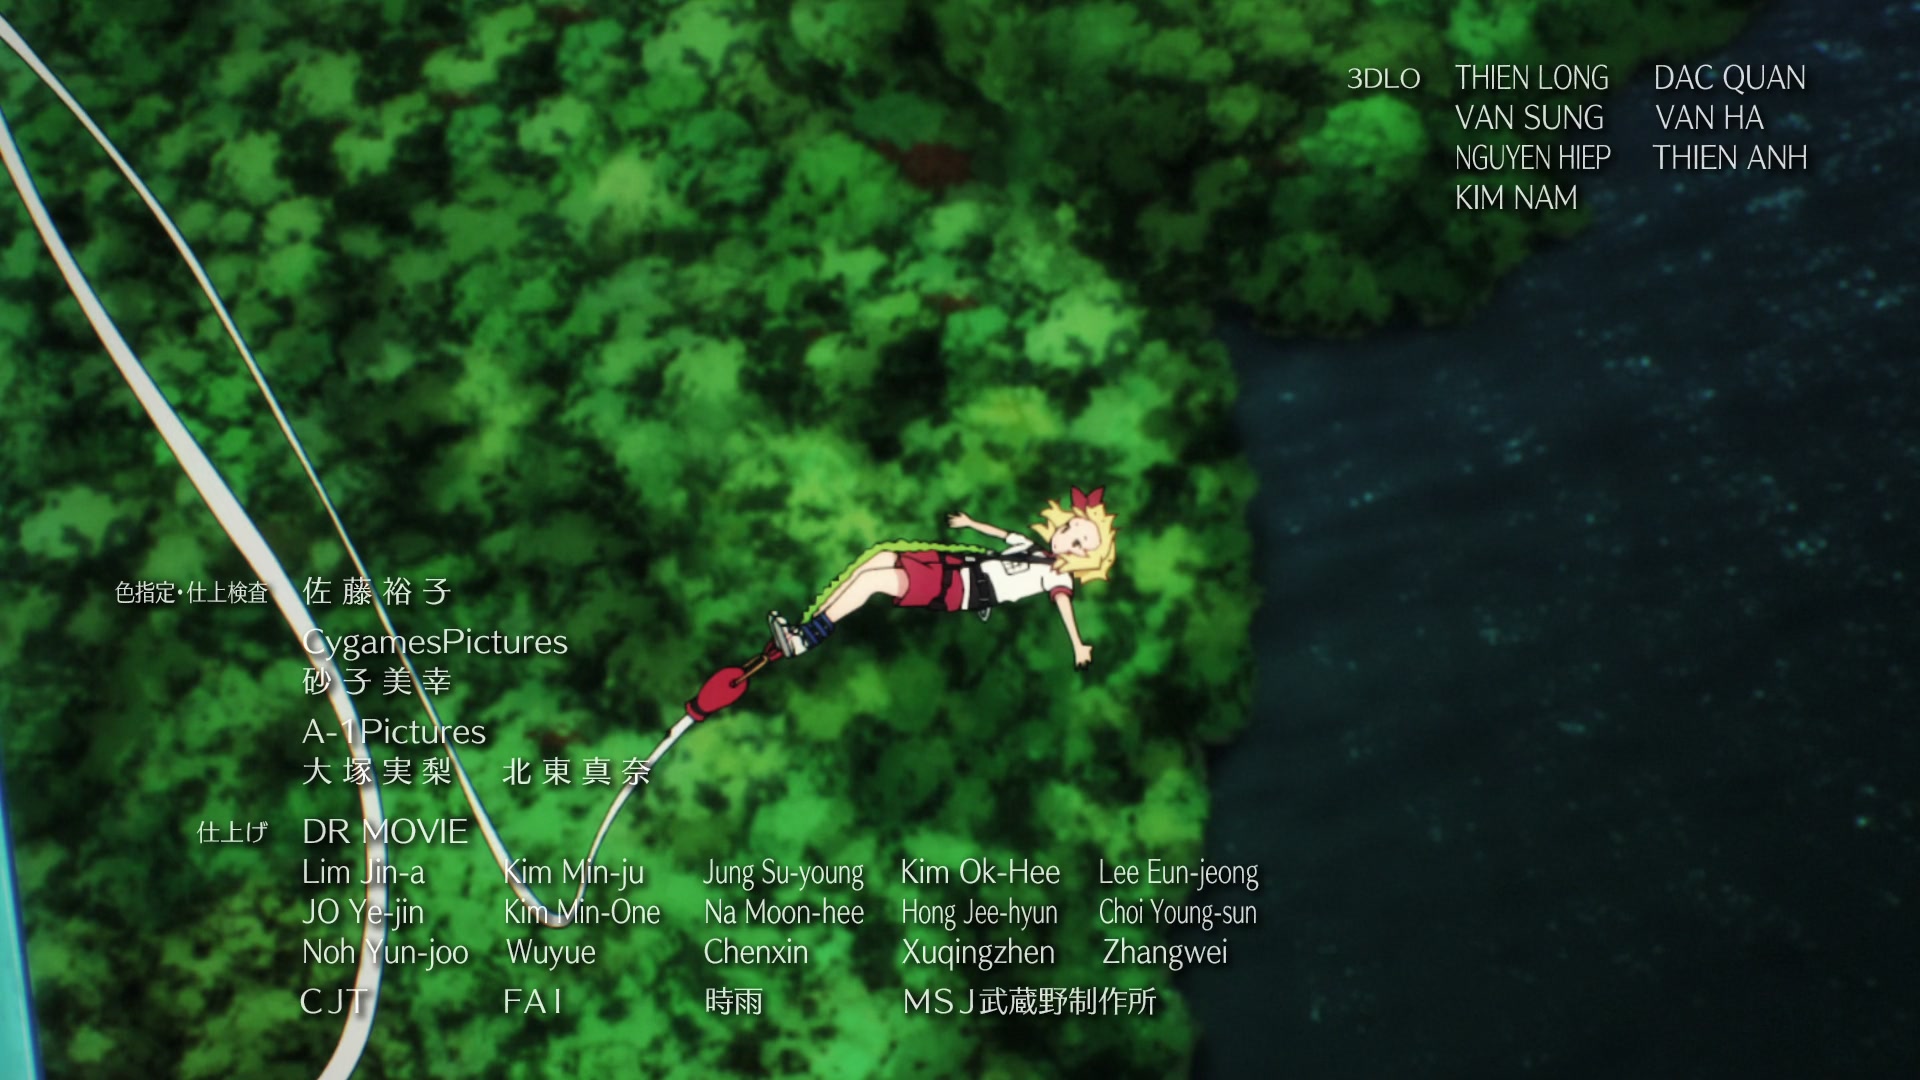 3DLO THIEN LONG DAC QUAN
VAN SUNG VAN HA
NGUYEN HIEP THIEN ANH
KIM NAM
色指定・仕上検査 佐藤裕子
CygamesPictures
砂子美幸
A-1Pictures
大塚実梨 北東真奈
仕上げ DR MOVIE
Lim Jin-a Kim Min-ju Jung Su-young Kim Ok-Hee Lee Eun-jeong
JO Ye-jin Kim Min-One Na Moon-hee Hong Jee-hyun Choi Young-sun
Noh Yun-joo Wuyue Chenxin Xuqingzhen Zhangwei
CJT FAI 時雨 MSJ武蔵野制作所